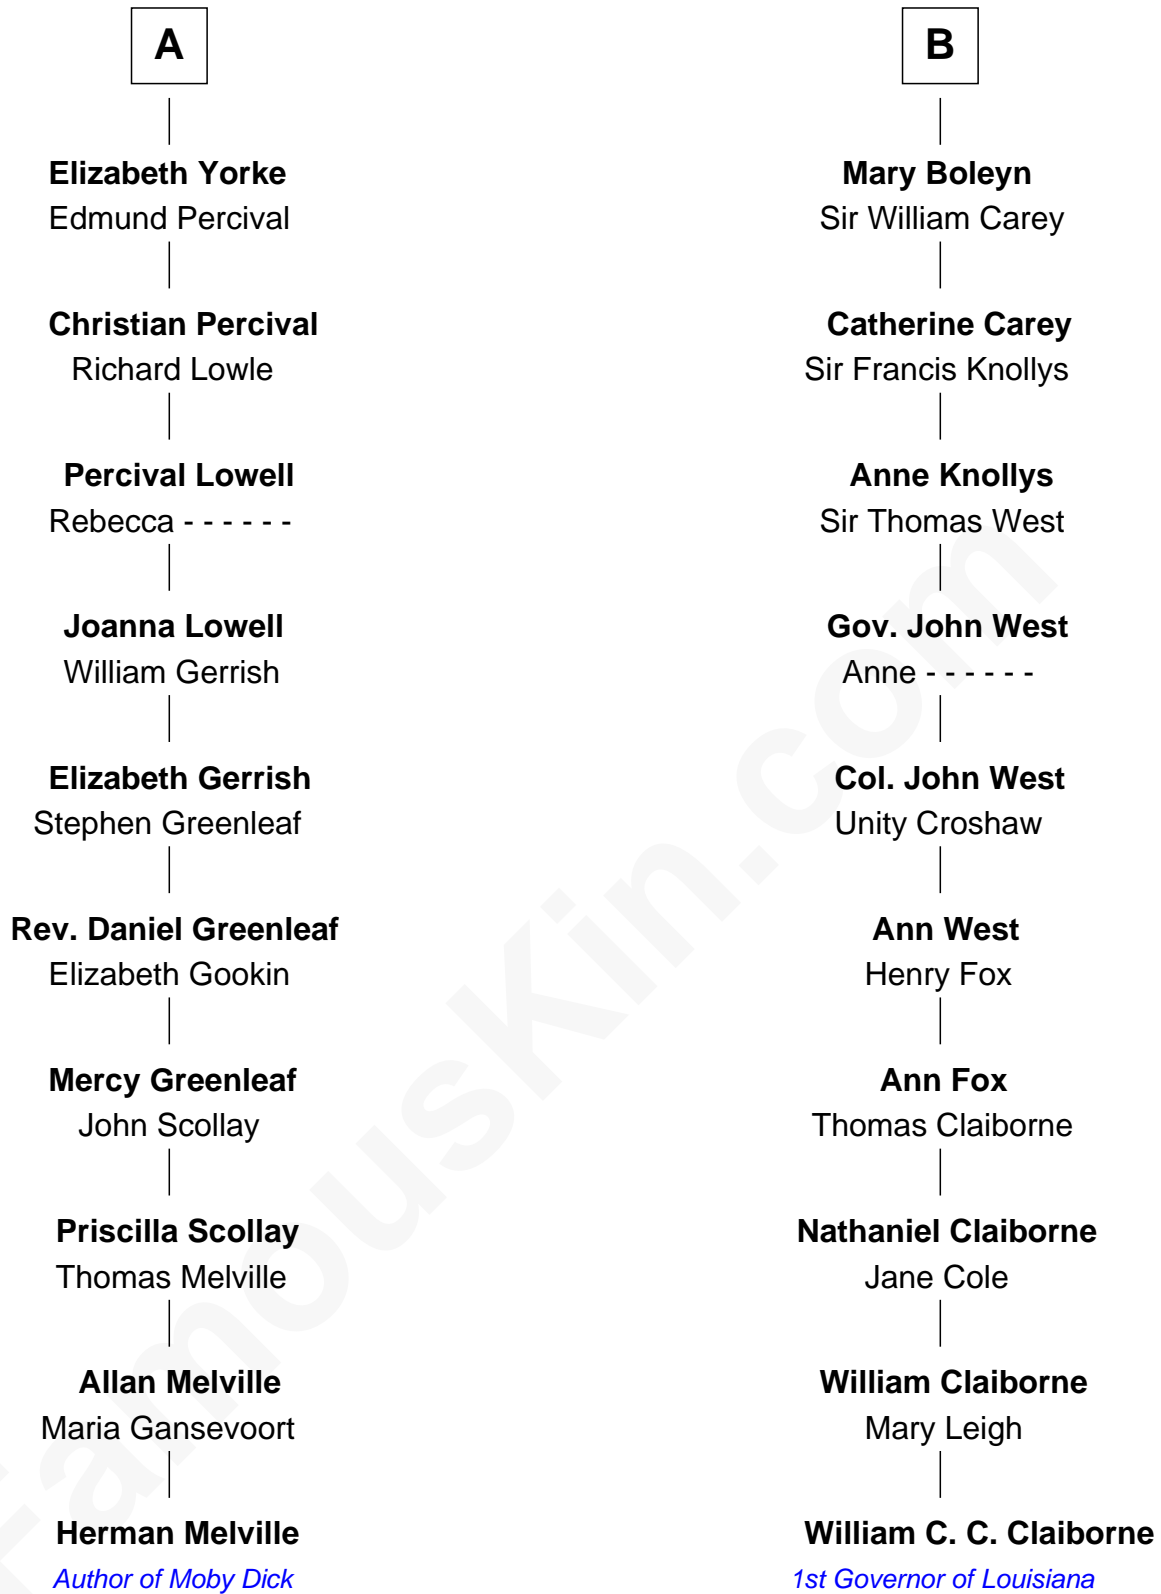 A
Elizabeth Yorke
Edmund Percival
Christian Percival
Richard Lowle
Percival Lowell
Rebecca - - - - - -
Joanna Lowell
William Gerrish
Elizabeth Gerrish
Stephen Greenleaf
Rev. Daniel Greenleaf
Elizabeth Gookin
Mercy Greenleaf
John Scollay
Priscilla Scollay
Thomas Melville
Allan Melville
Maria Gansevoort
Herman Melville
Author of Moby Dick
B
Mary Boleyn
Sir William Carey
Catherine Carey
Sir Francis Knollys
Anne Knollys
Sir Thomas West
Gov. John West
Anne - - - - - -
Col. John West
Unity Croshaw
Ann West
Henry Fox
Ann Fox
Thomas Claiborne
Nathaniel Claiborne
Jane Cole
William Claiborne
Mary Leigh
William C. C. Claiborne
1st Governor of Louisiana
FamousKin.com